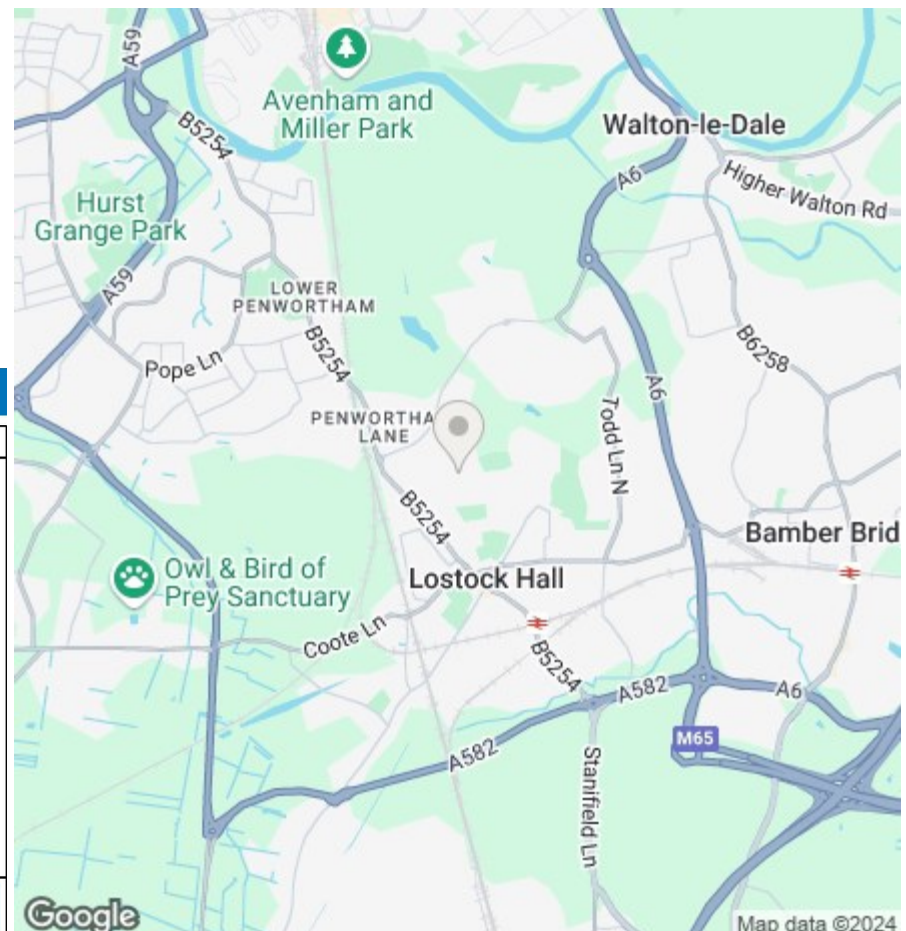 A59
B5254
Avenham and
Miller Park
Walton-le-Dale
A6
Higher Walton Rd
Hurst
Grange Park
A59
LOWER
PENWORTHAM
B5254
Pope Ln
B6258
A6
PENWORTHA
LANE
Todd Ln N
B5254
Bamber Brid
Owl & Bird of
Prey Sanctuary
Lostock Hall
Coote Ln
B5254
A582
A6
M65
A582
Stanifield Ln
Google
Map data ©2024